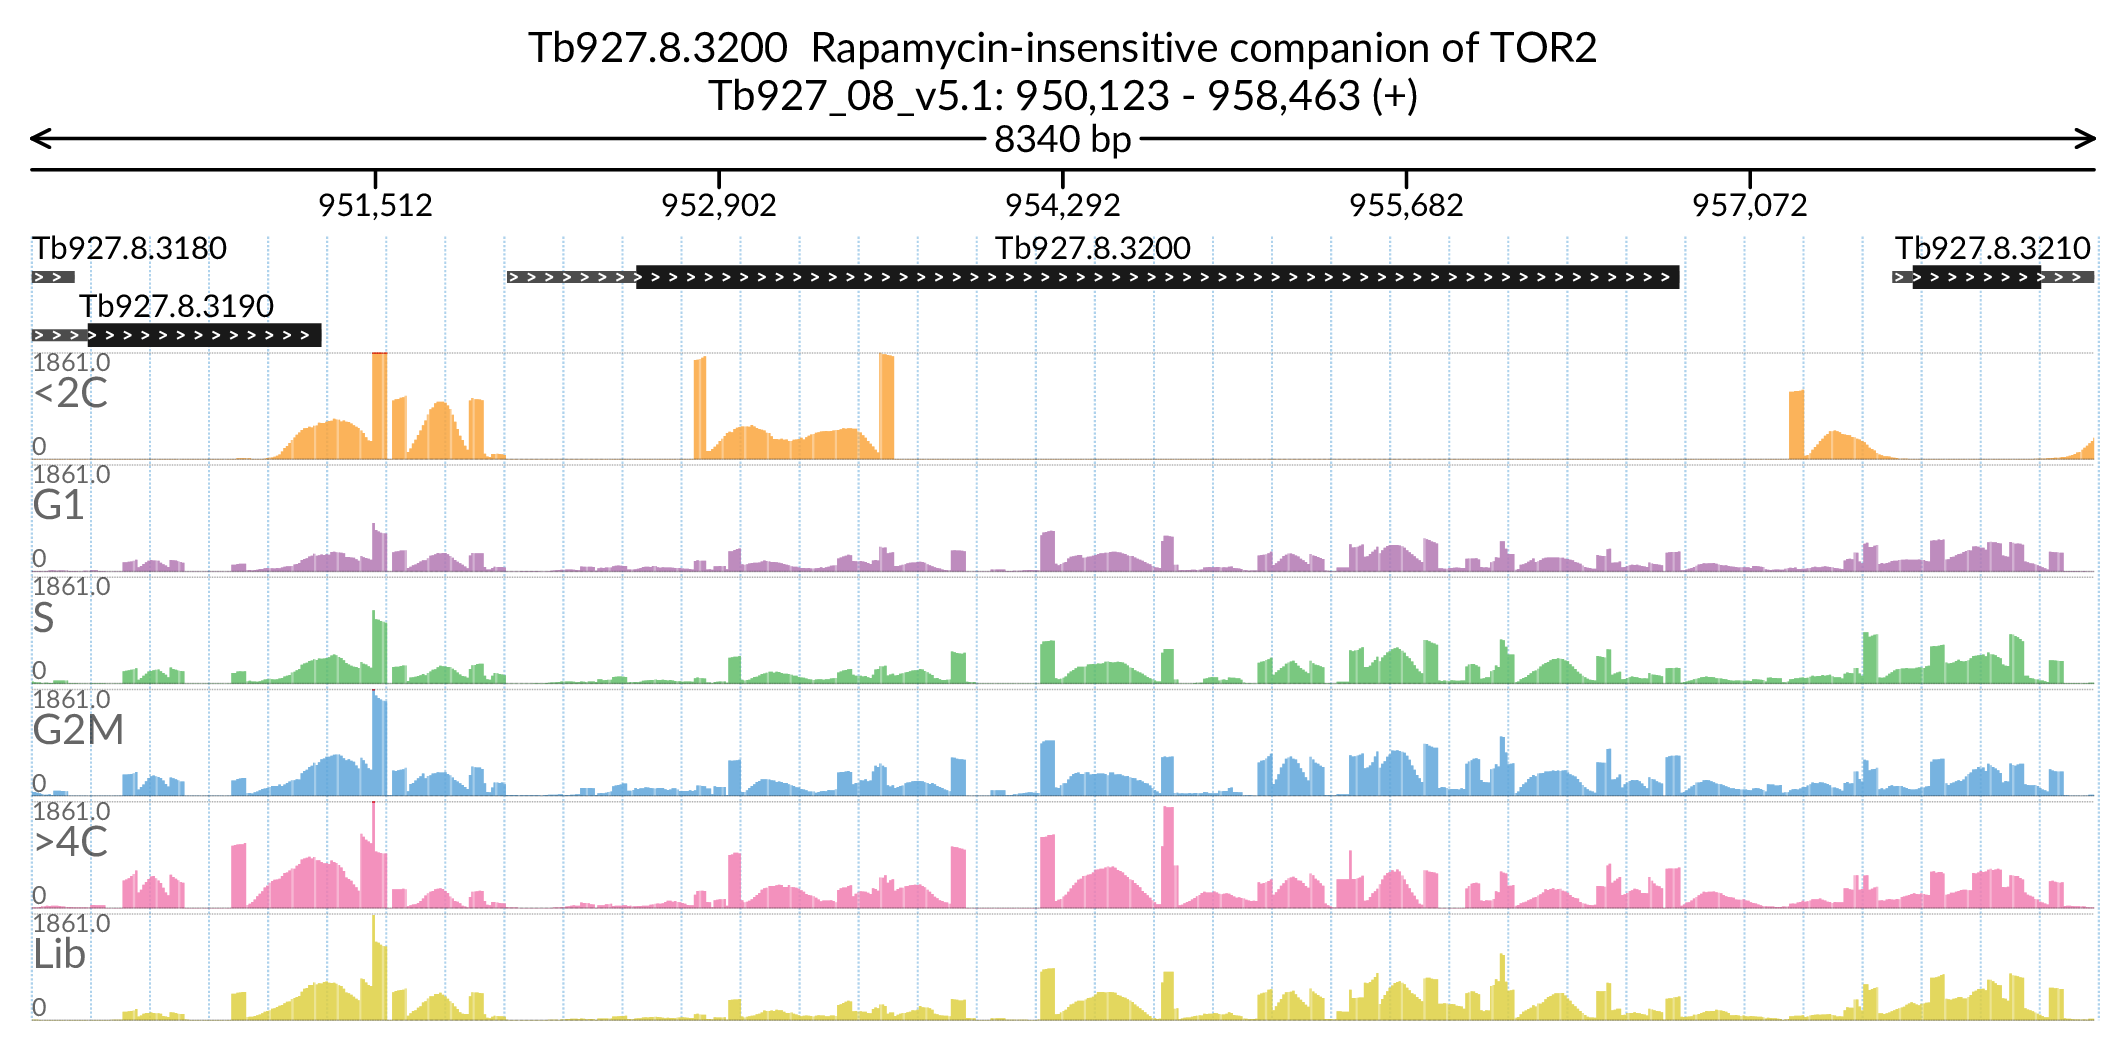 Tb927.8.3200  Rapamycin-insensitive companion of TOR2
Tb927_08_v5.1: 950,123 - 958,463 (+)
8340 bp
951,512 952,902 954,292 955,682 957,072
Tb927.8.3180 Tb927.8.3200 Tb927.8.3210
Tb927.8.3190
1861.0
<2C
0
1861.0
G1
0
1861.0
S
0
1861.0
G2M
0
1861.0
>4C
0
1861.0
Lib
0